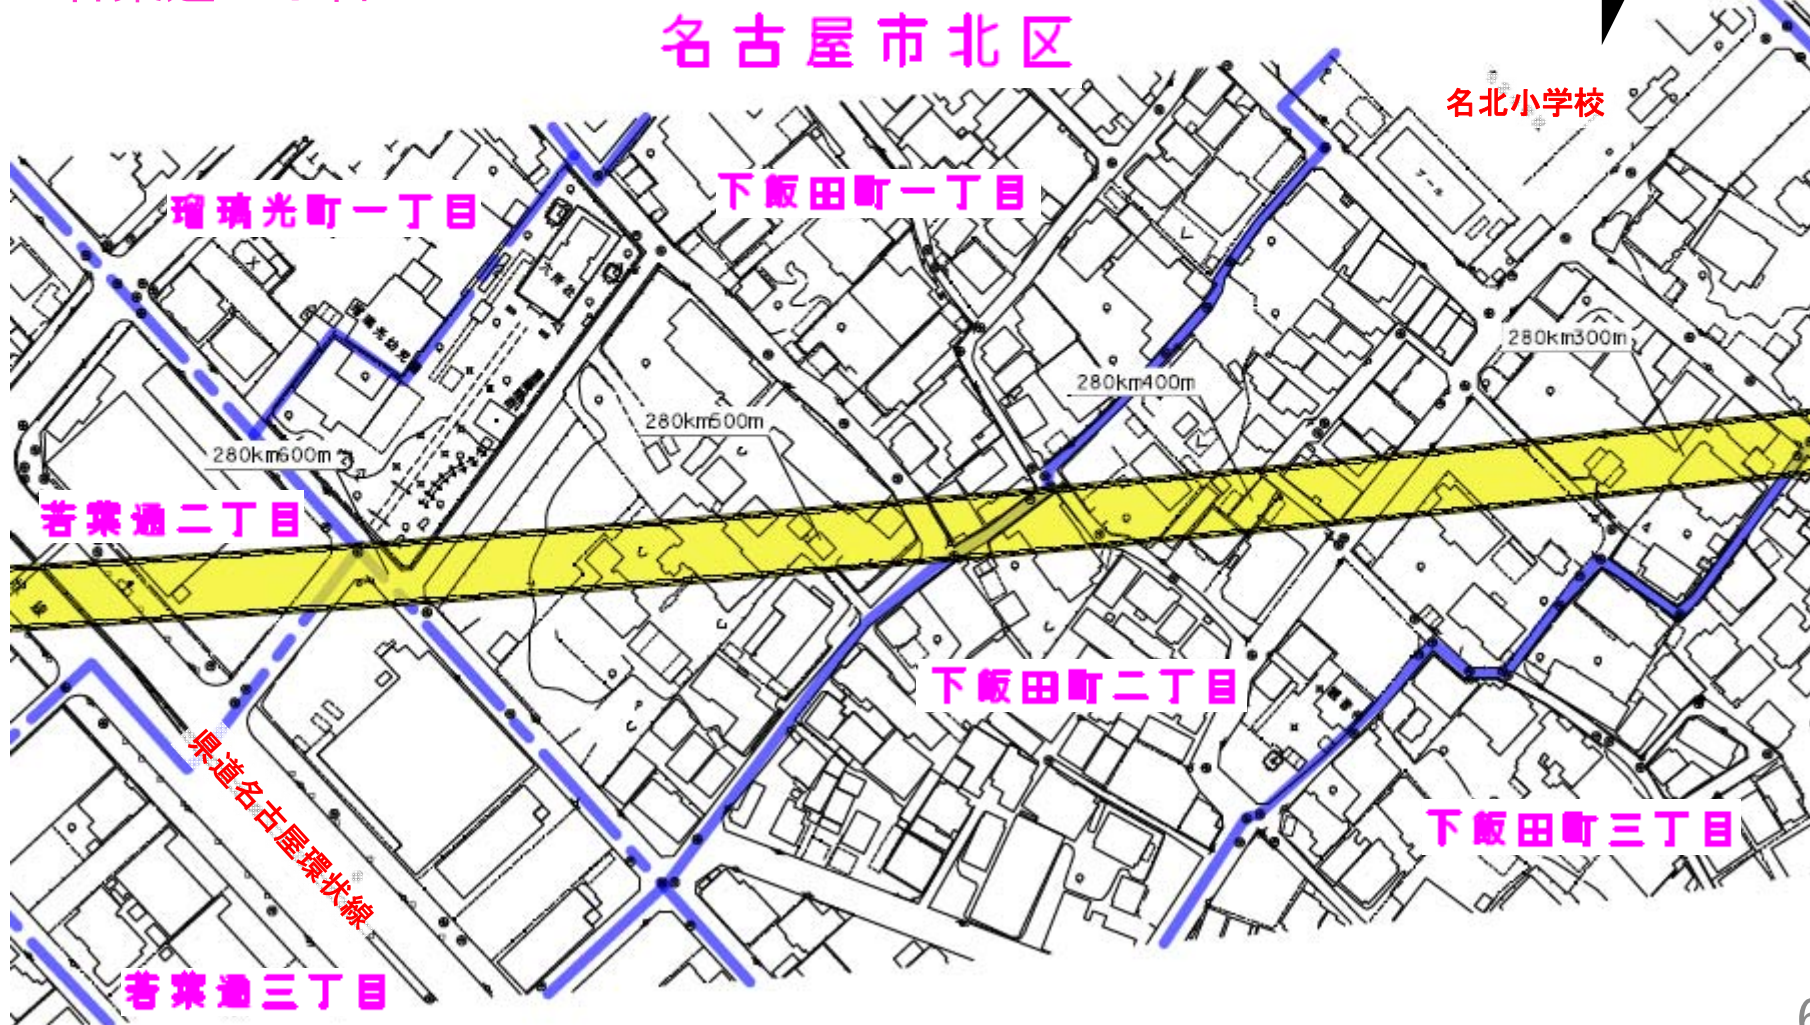 名古屋市北区
名北小学校
瑠璃光町一丁目
下飯田町一丁目
プール
280km300m
280km400m
280km500m
280km600m
若葉通二丁目
下飯田町二丁目
県道名古屋環状線
下飯田町三丁目
若葉通三丁目